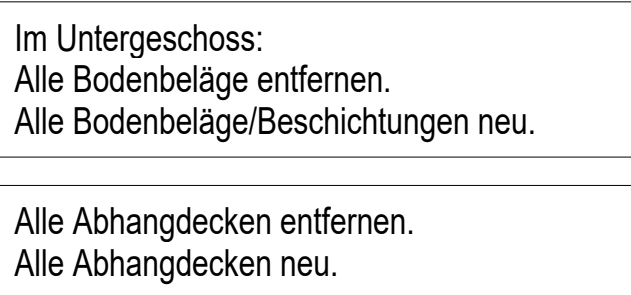 Im Untergeschoss:
Alle Bodenbeläge entfernen.
Alle Bodenbeläge/Beschichtungen neu.
Alle Abhangdecken entfernen.
Alle Abhangdecken neu.